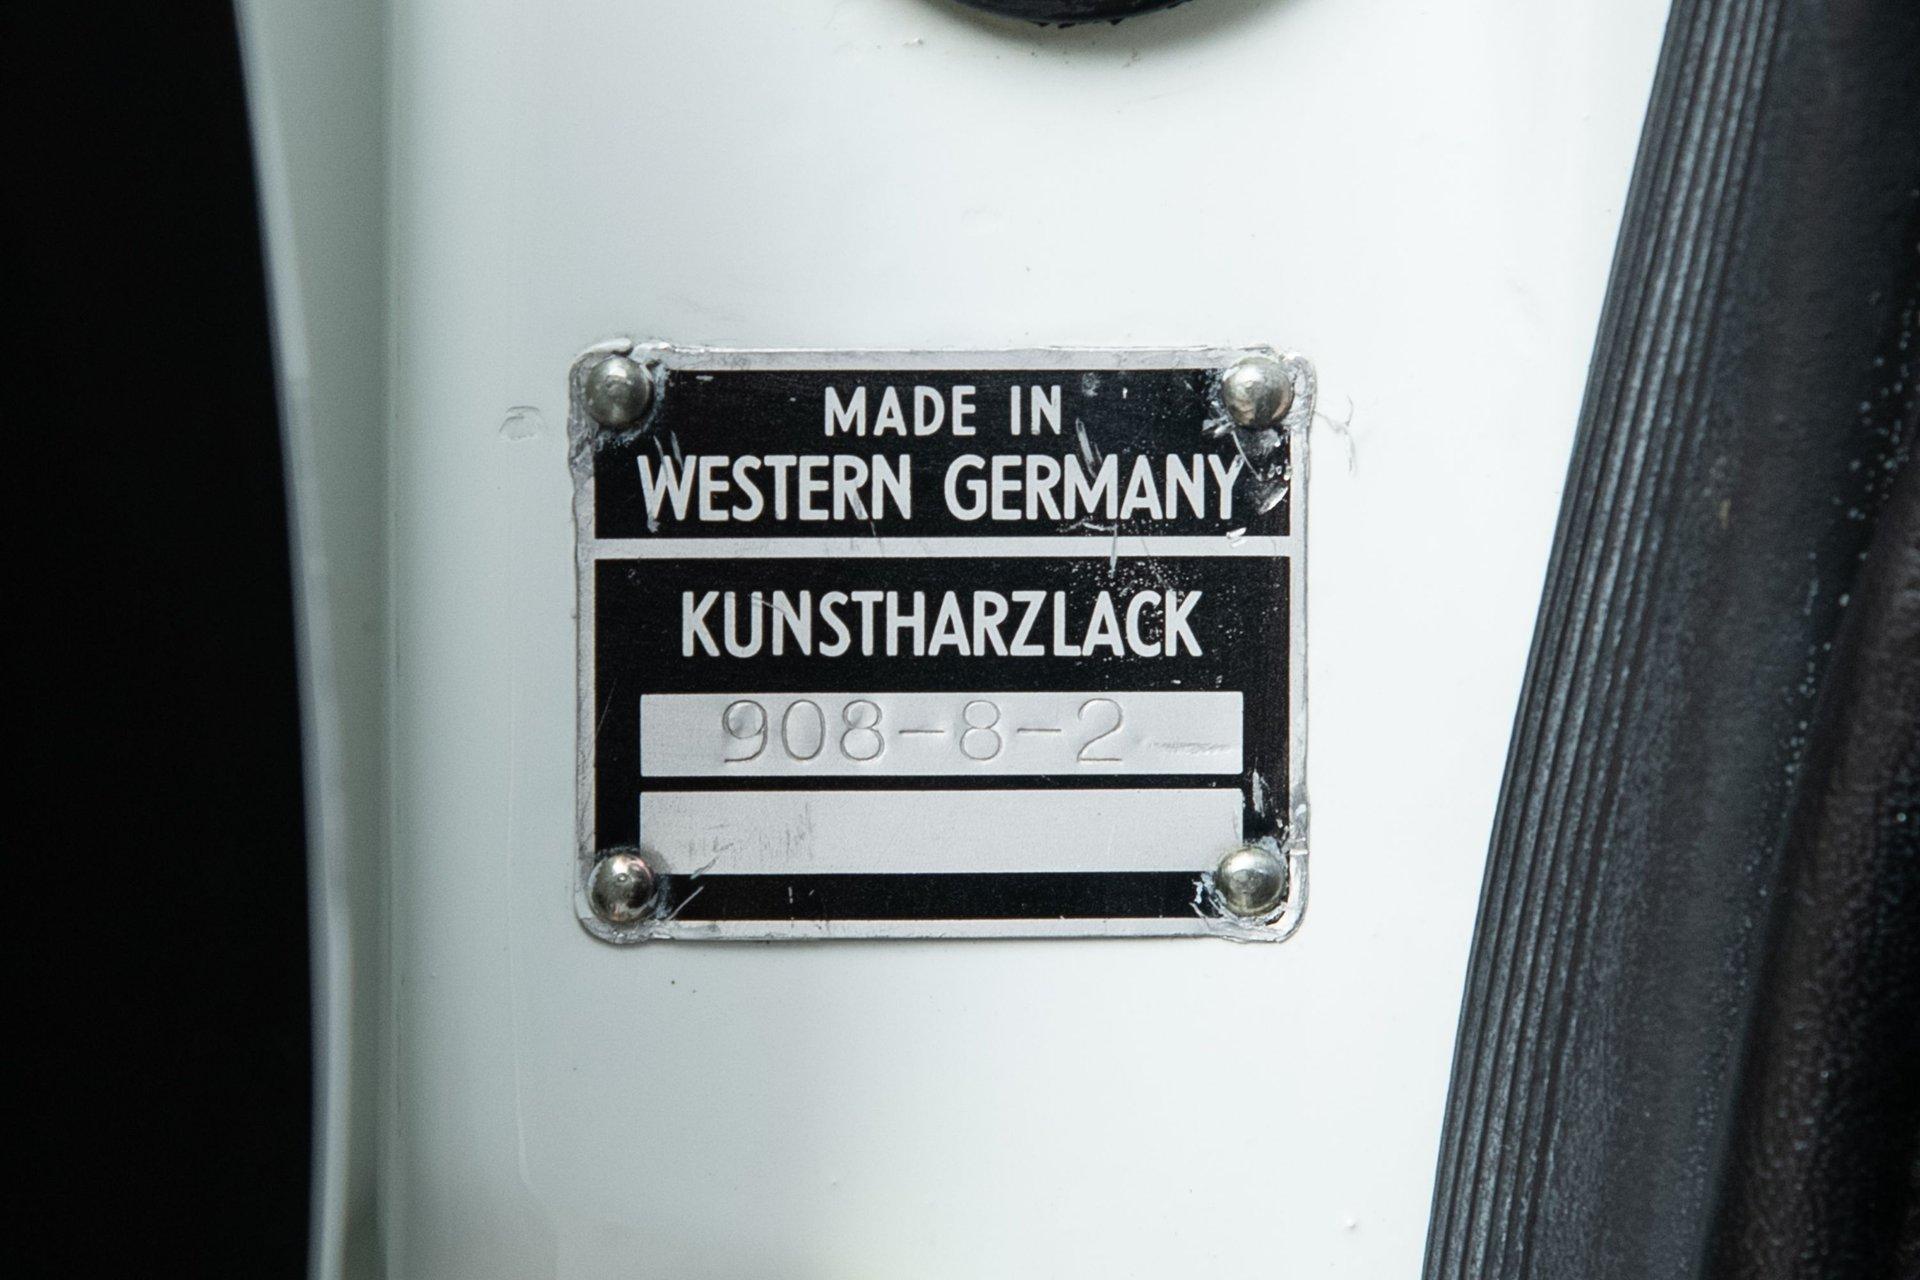 MADE IN
WESTERN GERMANY
KUNSTHARZLACK
908-8-2